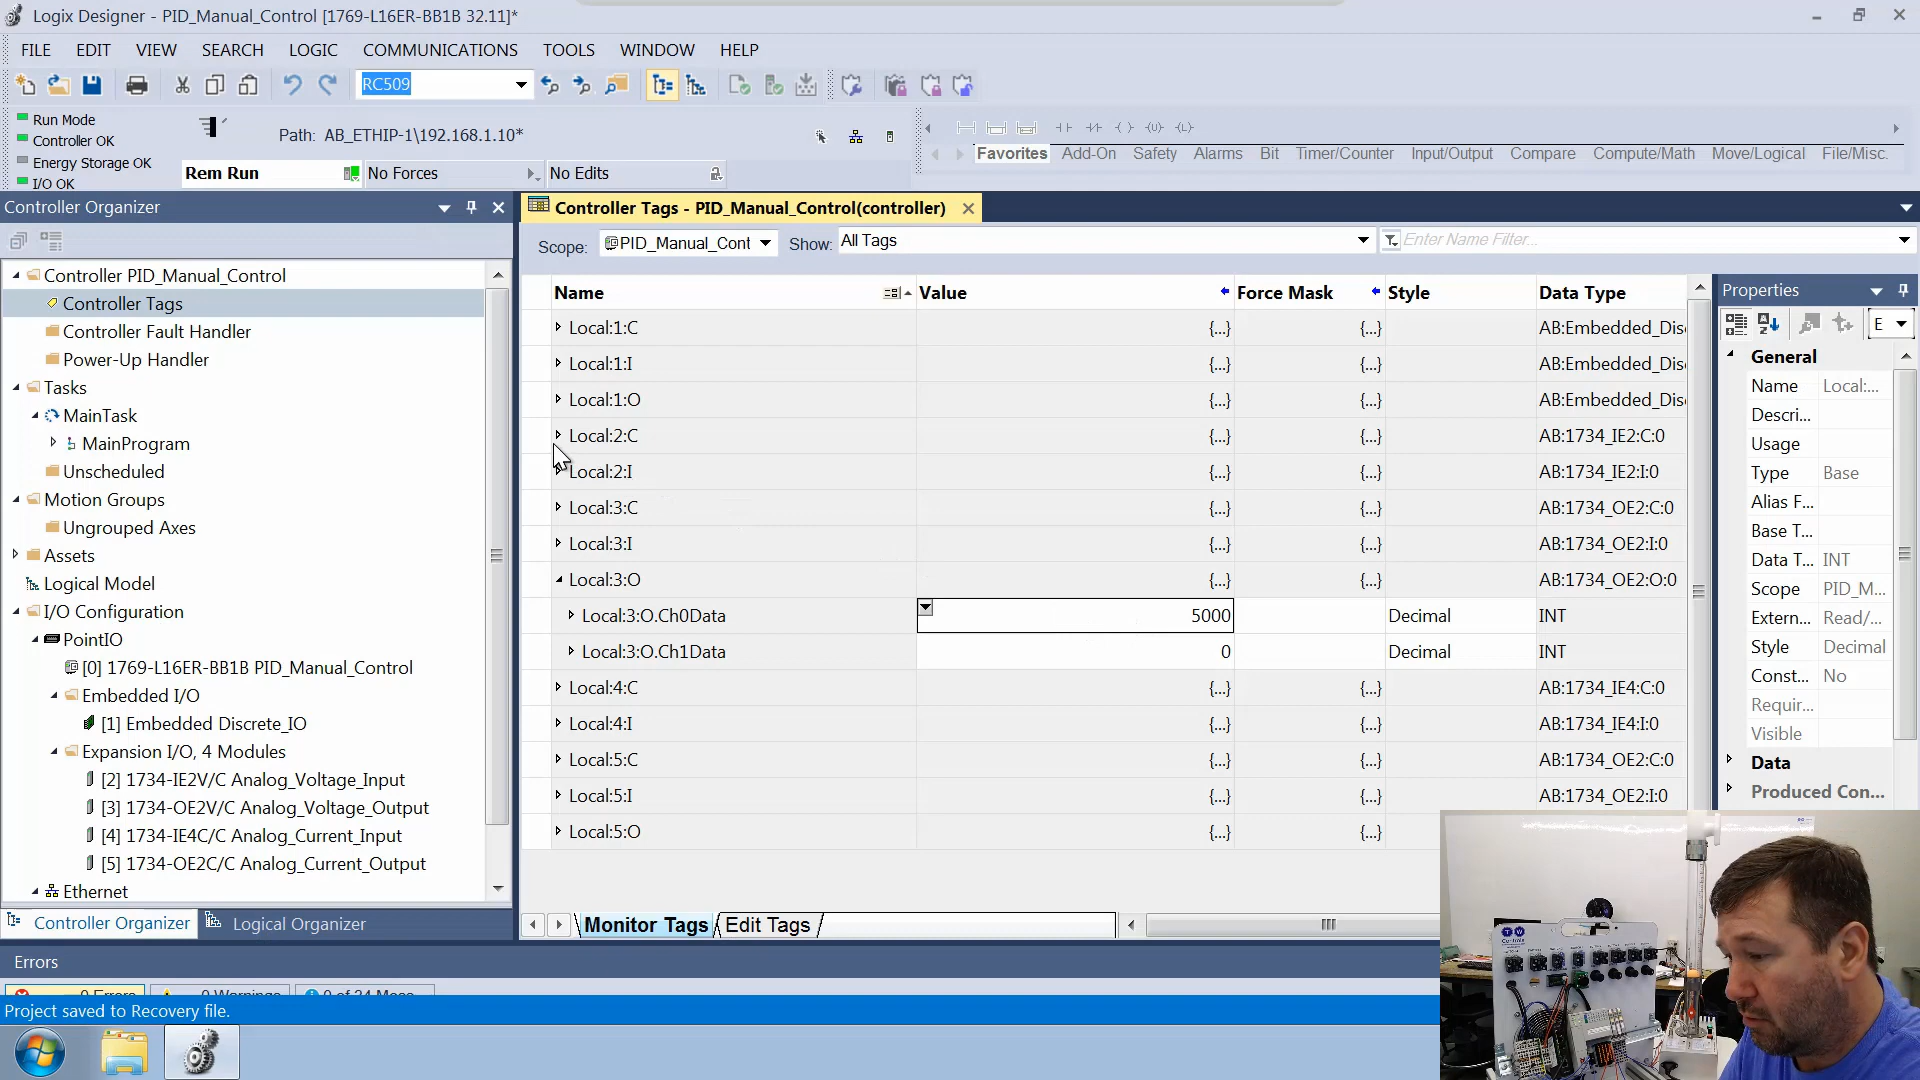 Logix Designer - PID_Manual_Control [1769-L16ER-BB1B 32.11]*
FILE EDIT VIEW SEARCH LOGIC COMMUNICATIONS TOOLS WINDOW HELP
RC509
Run Mode
Controller OK
Energy Storage OK
I/O OK
Path: AB_ETHIP-1\192.168.1.10*
Rem Run No Forces No Edits
Favorites Add-On Safety Alarms Bit Timer/Counter Input/Output Compare Compute/Math Move/Logical File/Misc.
Controller Organizer
Controller PID_Manual_Control
Controller Tags
Controller Fault Handler
Power-Up Handler
Tasks
MainTask
MainProgram
Unscheduled
Motion Groups
Ungrouped Axes
Assets
Logical Model
I/O Configuration
PointIO
[0] 1769-L16ER-BB1B PID_Manual_Control
Embedded I/O
[1] Embedded Discrete_IO
Expansion I/O, 4 Modules
[2] 1734-IE2V/C Analog_Voltage_Input
[3] 1734-OE2V/C Analog_Voltage_Output
[4] 1734-IE4C/C Analog_Current_Input
[5] 1734-OE2C/C Analog_Current_Output
Ethernet
Controller Organizer Logical Organizer
Controller Tags - PID_Manual_Control(controller)
Scope: PID_Manual_Cont Show: All Tags Enter Name Filter...
Name Value Force Mask Style Data Type
Local:1:C {...} {...} AB:Embedded_Dis
Local:1:I {...} {...} AB:Embedded_Dis
Local:1:O {...} {...} AB:Embedded_Dis
Local:2:C {...} {...} AB:1734_IE2:C:0
Local:2:I {...} {...} AB:1734_IE2:I:0
Local:3:C {...} {...} AB:1734_OE2:C:0
Local:3:I {...} {...} AB:1734_OE2:I:0
Local:3:O {...} {...} AB:1734_OE2:O:0
Local:3:O.Ch0Data 5000 Decimal INT
Local:3:O.Ch1Data 0 Decimal INT
Local:4:C {...} {...} AB:1734_IE4:C:0
Local:4:I {...} {...} AB:1734_IE4:I:0
Local:5:C {...} {...} AB:1734_OE2:C:0
Local:5:I {...} {...} AB:1734_OE2:I:0
Local:5:O {...} {...}
Monitor Tags Edit Tags
Properties
E
General
Name Local:...
Descri...
Usage
Type Base
Alias F...
Base T...
Data T... INT
Scope PID_M...
Extern... Read/...
Style Decimal
Const... No
Requir...
Visible
Data
Produced Con...
Errors
0 Errors 0 Warnings
Project saved to Recovery file.